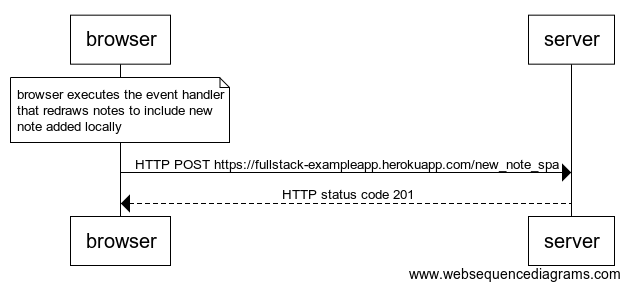 browser
server
browser executes the event handler
that redraws notes to include new
note added locally
HTTP POST https://fullstack-exampleapp.herokuapp.com/new_note_spa
HTTP status code 201
browser
server
www.websequencediagrams.com